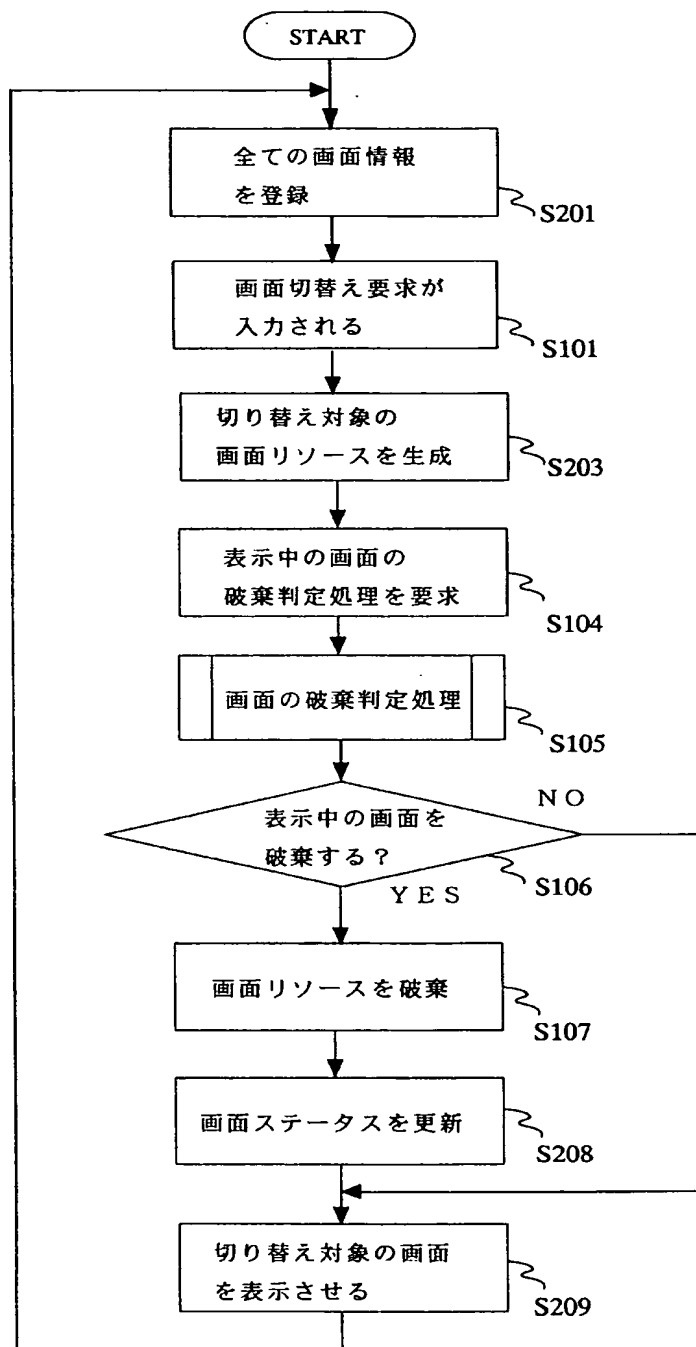 START
全ての画面情報
を登録
S201
画面切替え要求が
入力される
S101
切り替え対象の
画面リソースを生成
S203
表示中の画面の
破棄判定処理を要求
S104
画面の破棄判定処理
S105
NO
表示中の画面を
破棄する?
S106
YES
画面リソースを破棄
S107
画面ステータスを更新
S208
切り替え対象の画面
を表示させる
S209